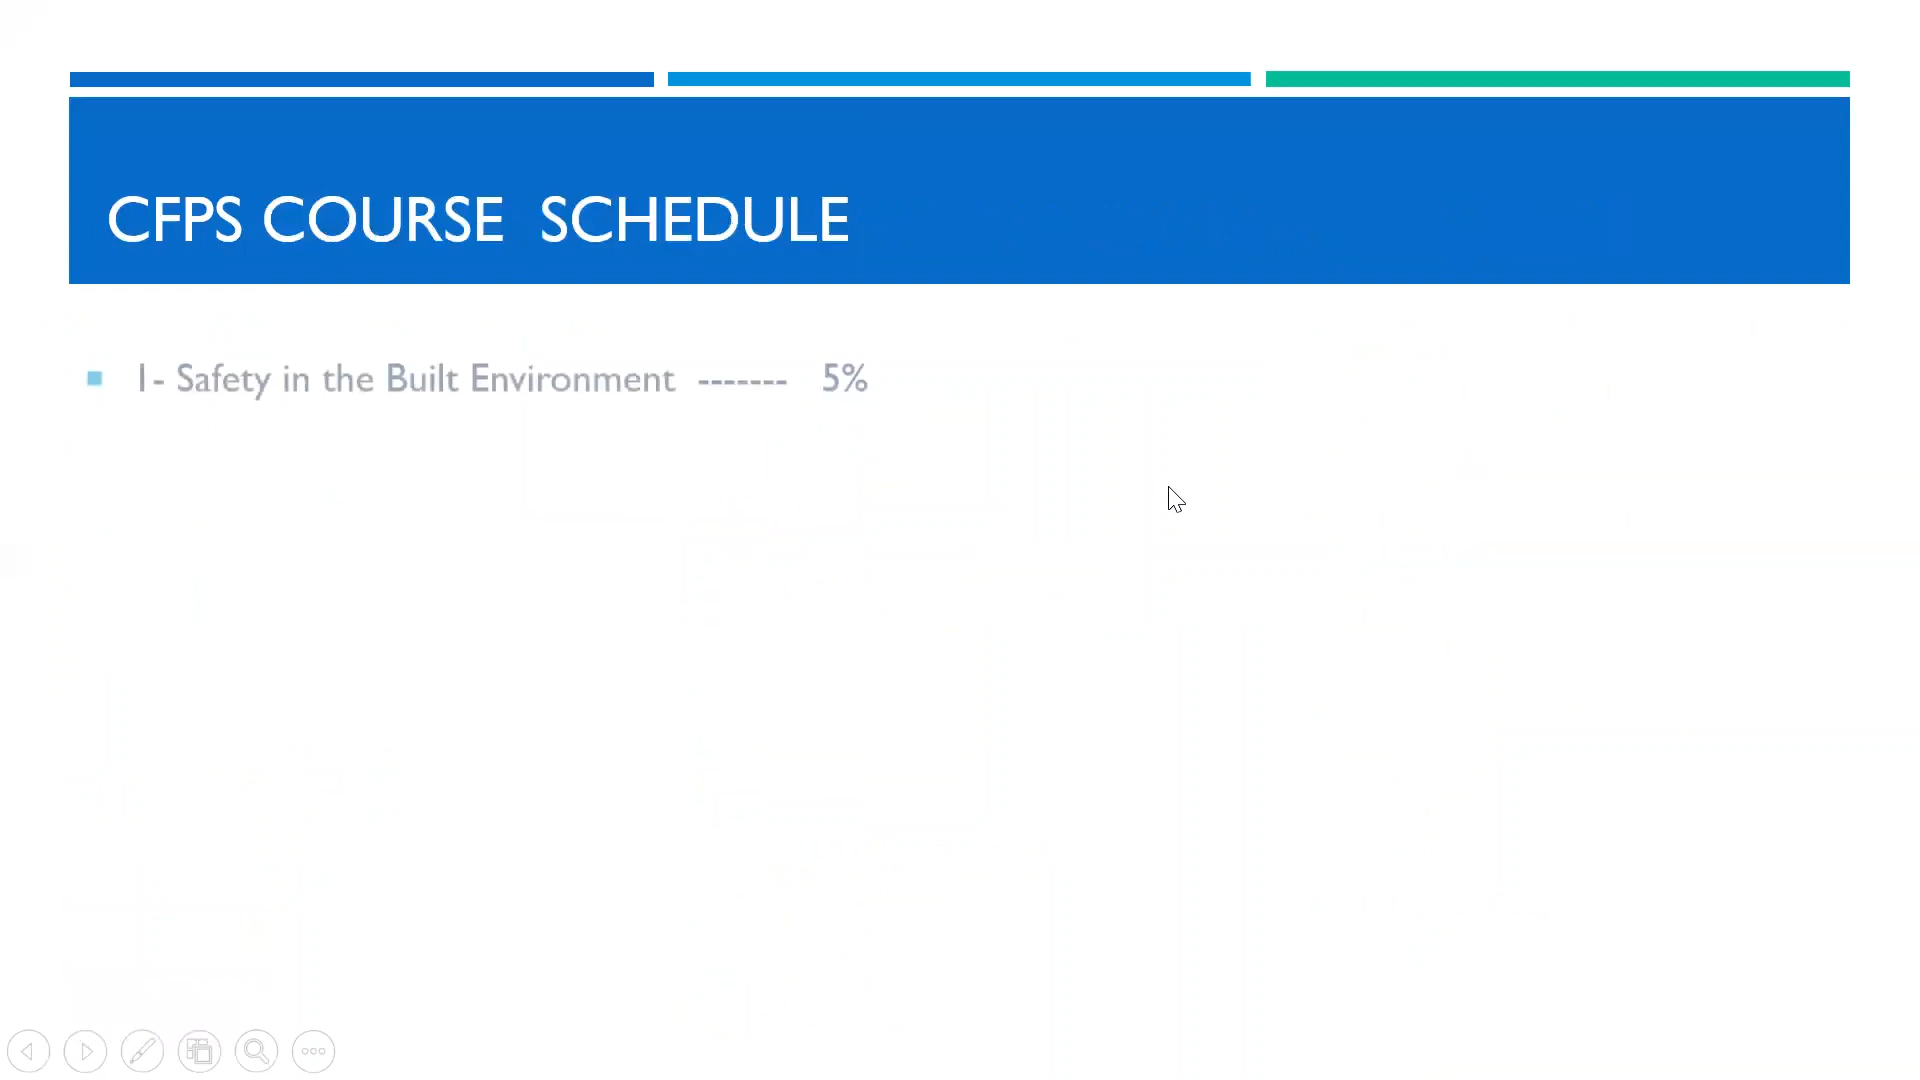 CFPS COURSE  SCHEDULE
1- Safety in the Built Environment  -------   5%